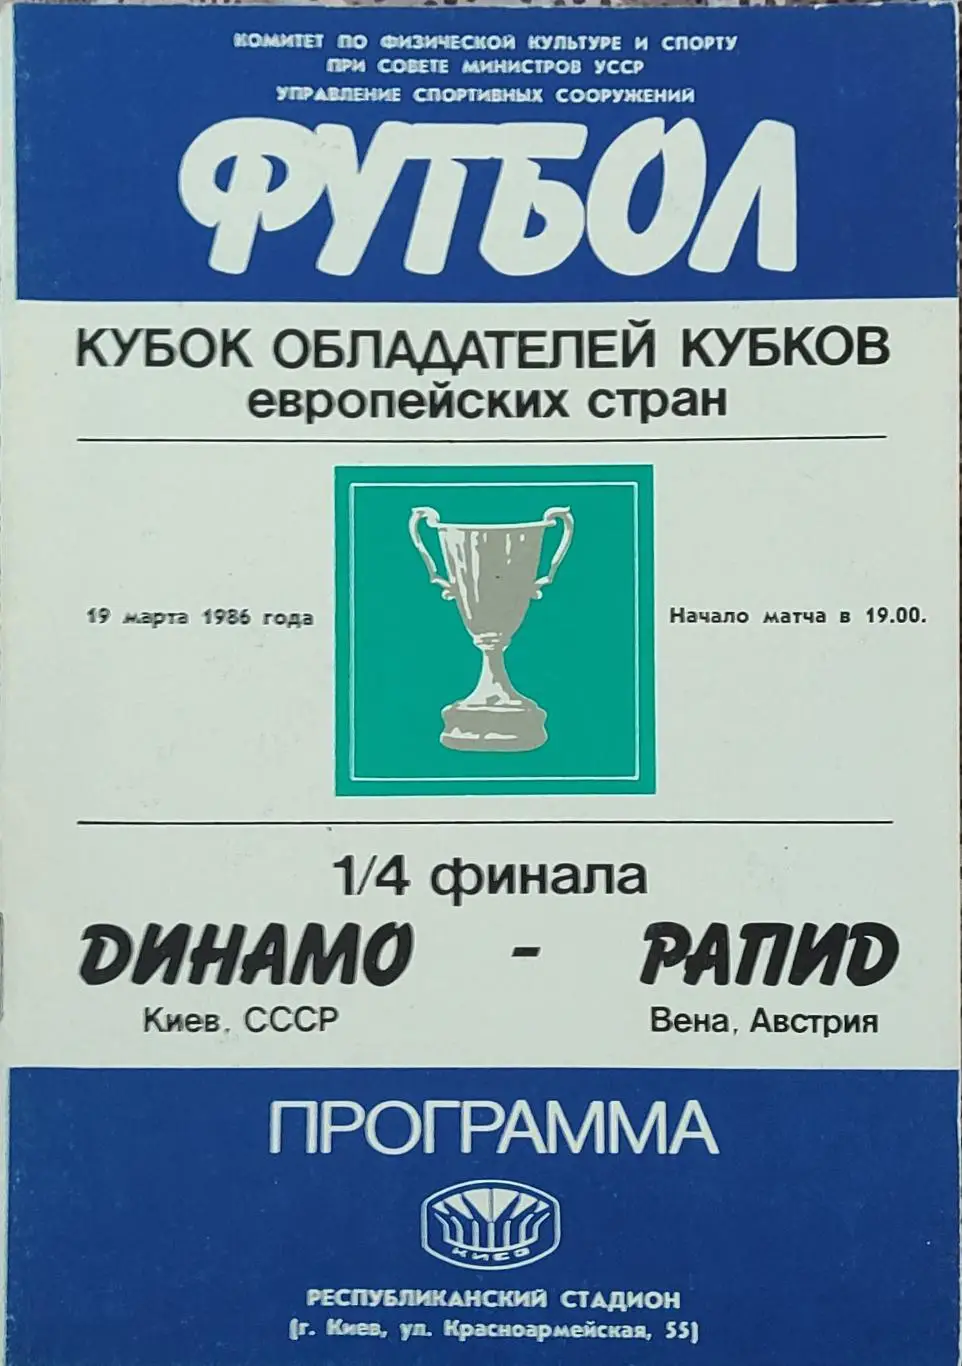 КОМИТЕТ ПО ФИЗИЧЕСКОЙ КУЛЬТУРЕ И СПОРТУ
ПРИ СОВЕТЕ МИНИСТРОВ УССР
УПРАВЛЕНИЕ СПОРТИВНЫХ СООРУЖЕНИЙ
ФУТБОЛ
КУБОК ОБЛАДАТЕЛЕЙ КУБКОВ
европейских стран
19 марта 1986 года
Начало матча в 19.00.
1/4 финала
ДИНАМО - РАПИД
Киев, СССР
Вена, Австрия
ПРОГРАММА
КИЕВ
РЕСПУБЛИКАНСКИЙ СТАДИОН
(г. Киев, ул. Красноармейская, 55)